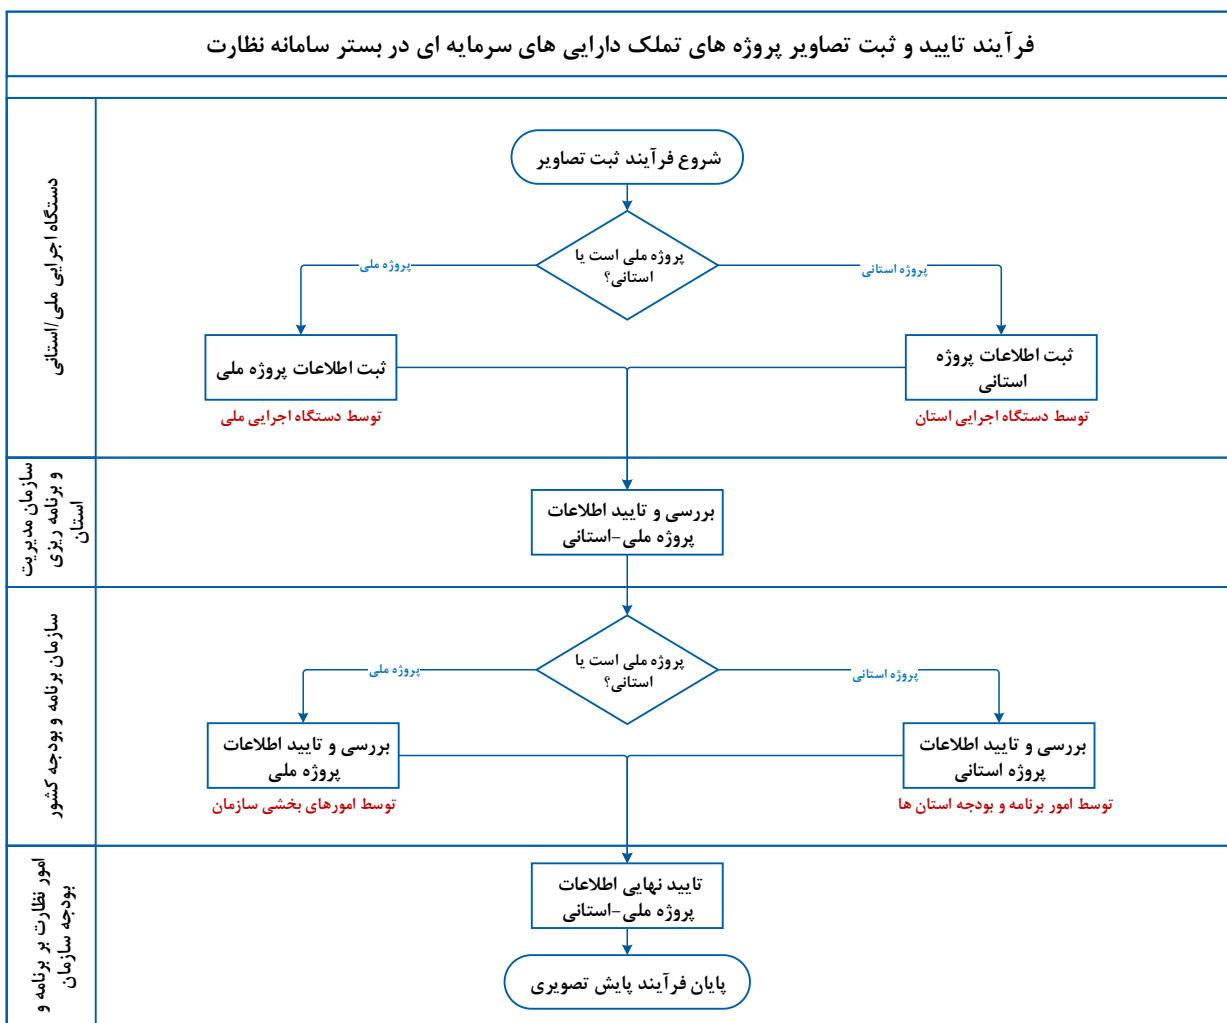 فرآیند تایید و ثبت تصاویر پروژه های تملک دارایی های سرمایه ای در بستر سامانه نظارت
دستگاه اجرایی ملی/استانی
شروع فرآیند ثبت تصاویر
پروژه ملی است یا
استانی؟
پروژه استانی
پروژه ملی
ثبت اطلاعات پروژه
استانی
توسط دستگاه اجرایی استان
ثبت اطلاعات پروژه ملی
توسط دستگاه اجرایی ملی
سازمان مدیریت
و برنامه ریزی
استان
بررسی و تایید اطلاعات
پروژه ملی-استانی
سازمان برنامه و بودجه کشور
پروژه ملی است یا
استانی؟
پروژه استانی
پروژه ملی
بررسی و تایید اطلاعات
پروژه استانی
توسط امور برنامه و بودجه استان ها
بررسی و تایید اطلاعات
پروژه ملی
توسط امورهای بخشی سازمان
امور نظارت بر برنامه و
بودجه سازمان
تایید نهایی اطلاعات
پروژه ملی-استانی
پایان فرآیند پایش تصویری